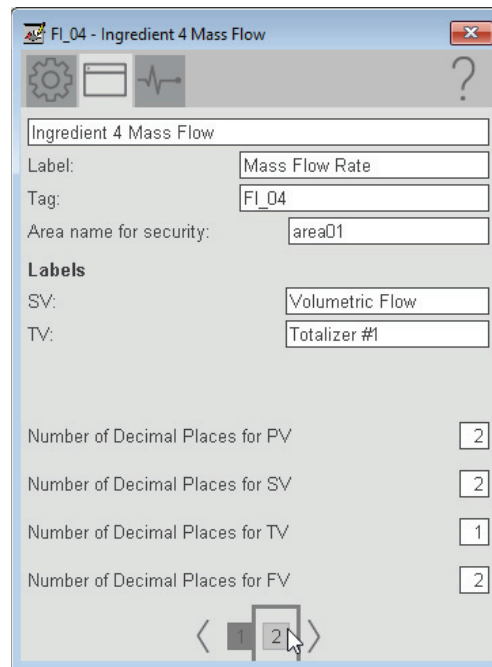 FI_04 - Ingredient 4 Mass Flow
?
Ingredient 4 Mass Flow
Label: Mass Flow Rate
Tag: FI_04
Area name for security: area01
Labels
SV: Volumetric Flow
TV: Totalizer #1
Number of Decimal Places for PV 2
Number of Decimal Places for SV 2
Number of Decimal Places for TV 1
Number of Decimal Places for FV 2
1 2